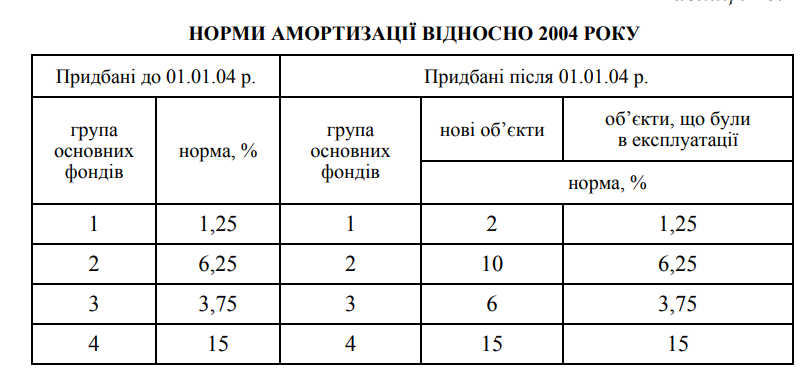 НОРМИ АМОРТИЗАЦІЇ ВІДНОСНО 2004 РОКУ
Придбані до 01.01.04 р.
Придбані після 01.01.04 р.
група
основних
фондів
норма, %
група
основних
фондів
нові об’єкти
об’єкти, що були
в експлуатації
норма, %
1 1,25 1 2 1,25
2 6,25 2 10 6,25
3 3,75 3 6 3,75
4 15 4 15 15